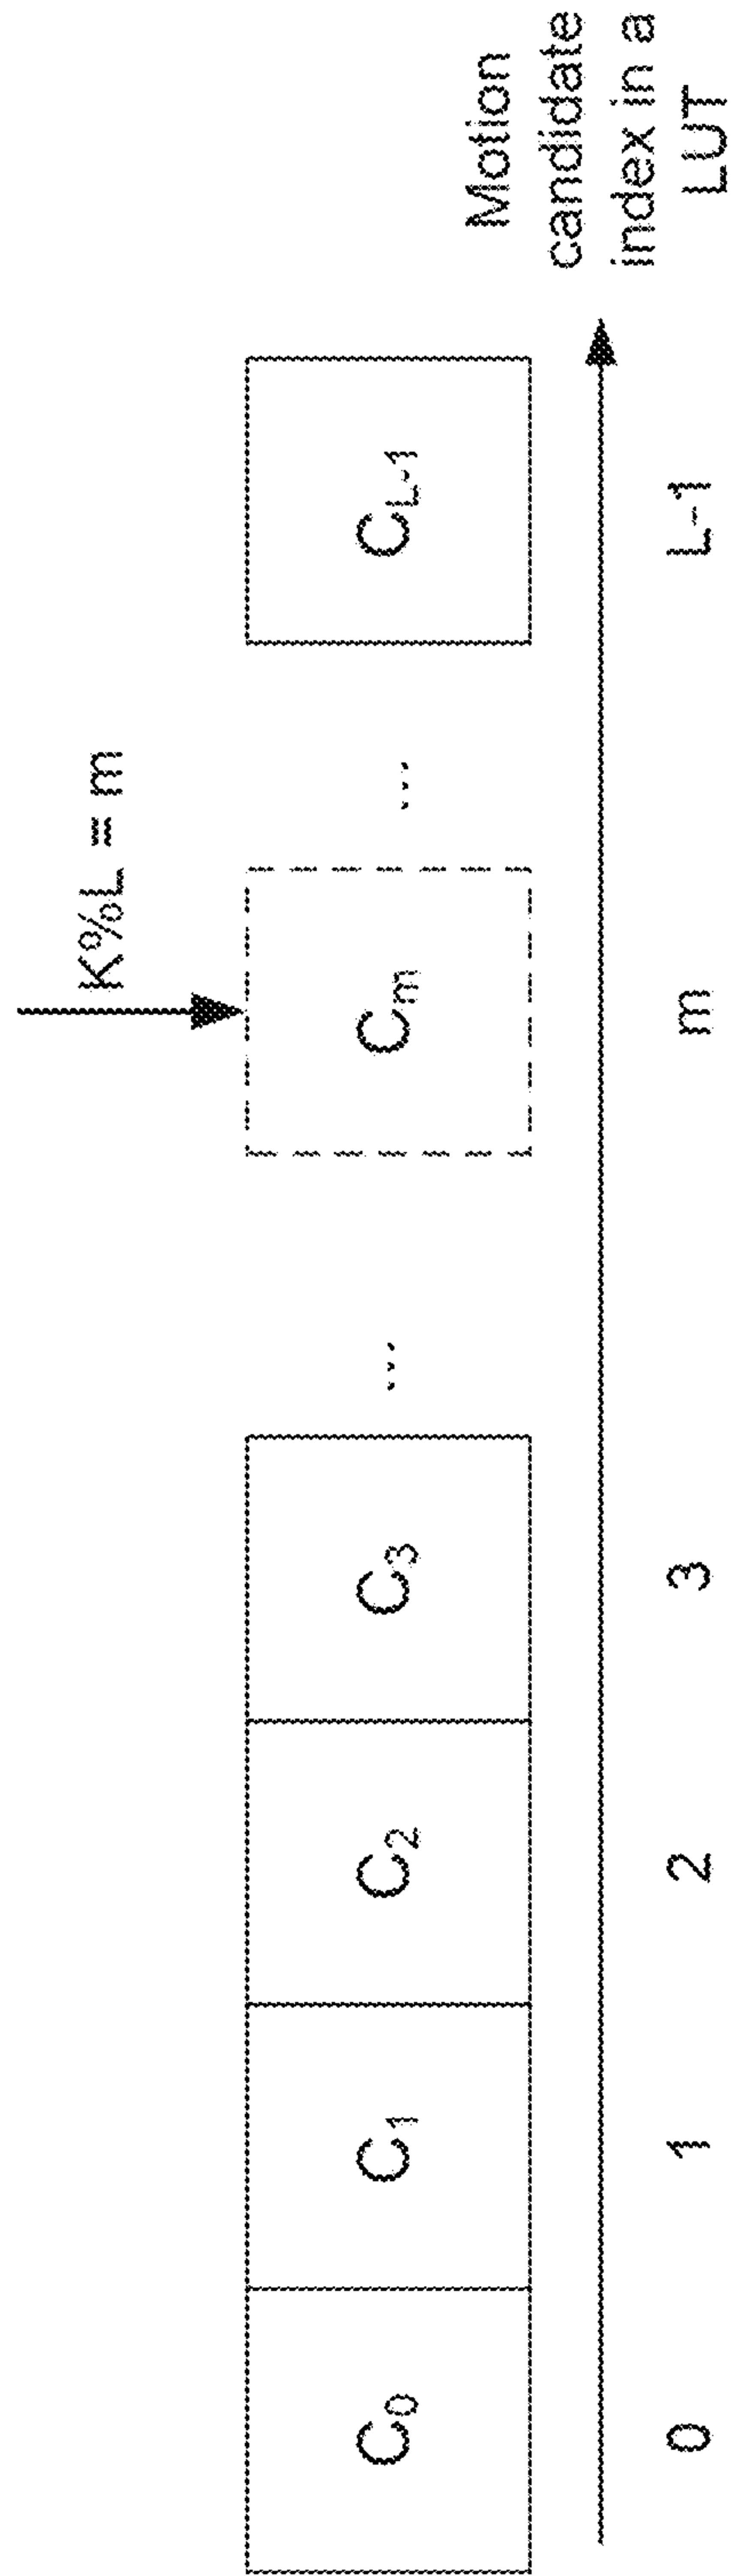 K%L = m
C0 C1 C2 C3 ... Cm ... CL-1
0 1 2 3 m L-1
Motion
candidate
index in a
LUT